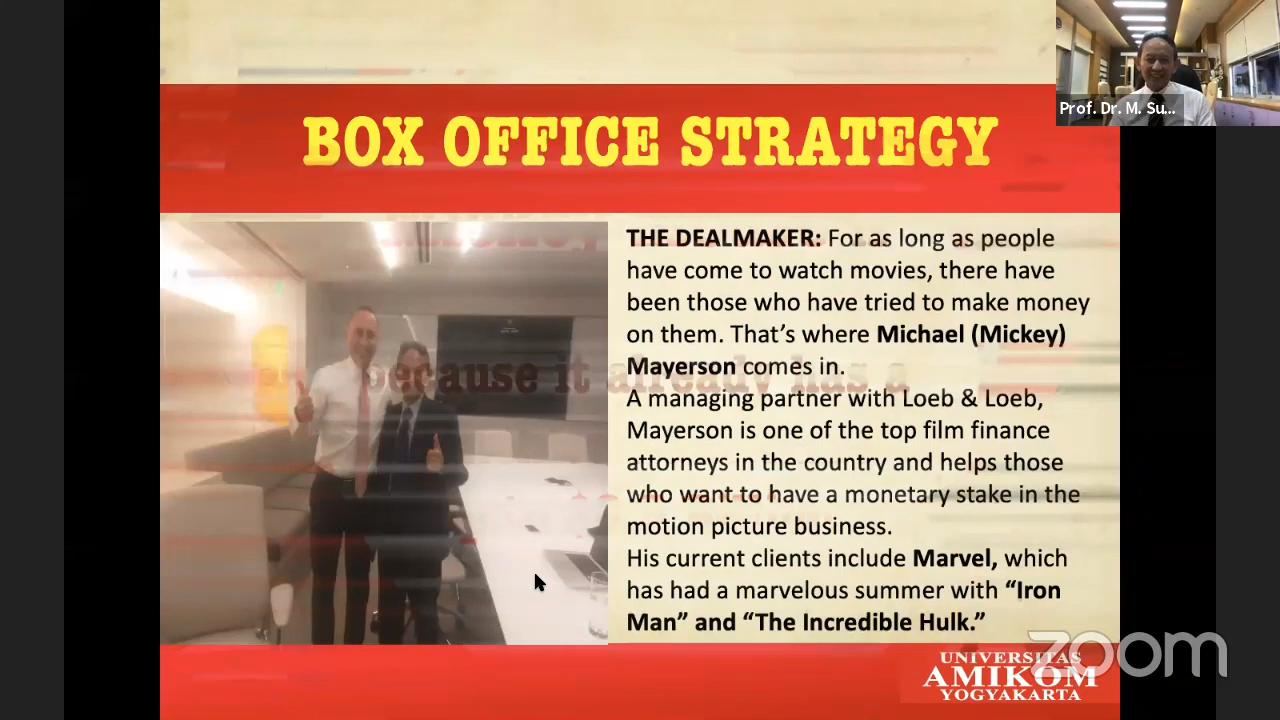 Prof. Dr. M. Su...
BOX OFFICE STRATEGY
THE DEALMAKER: For as long as people
have come to watch movies, there have
been those who have tried to make money
on them. That’s where Michael (Mickey)
Mayerson comes in.
A managing partner with Loeb & Loeb,
Mayerson is one of the top film finance
attorneys in the country and helps those
who want to have a monetary stake in the
motion picture business.
His current clients include Marvel, which
has had a marvelous summer with “Iron
Man” and “The Incredible Hulk.”
because it already has a
zoom
UNIVERSITAS
AMIKOM
YOGYAKARTA